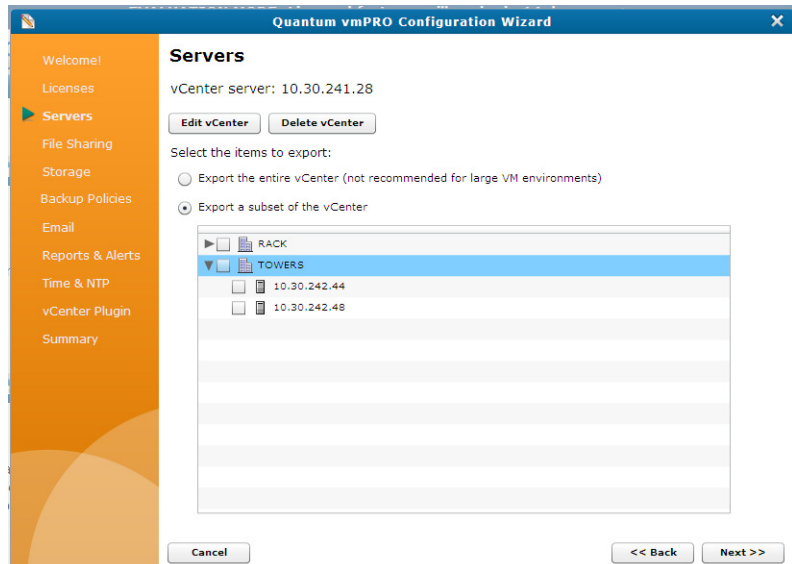 Quantum vmPRO Configuration Wizard
Welcome!
Licenses
Servers
File Sharing
Storage
Backup Policies
Email
Reports & Alerts
Time & NTP
vCenter Plugin
Summary
Servers
vCenter server: 10.30.241.28
Edit vCenter Delete vCenter
Select the items to export:
Export the entire vCenter (not recommended for large VM environments)
Export a subset of the vCenter
RACK
TOWERS
10.30.242.44
10.30.242.48
Cancel << Back Next >>